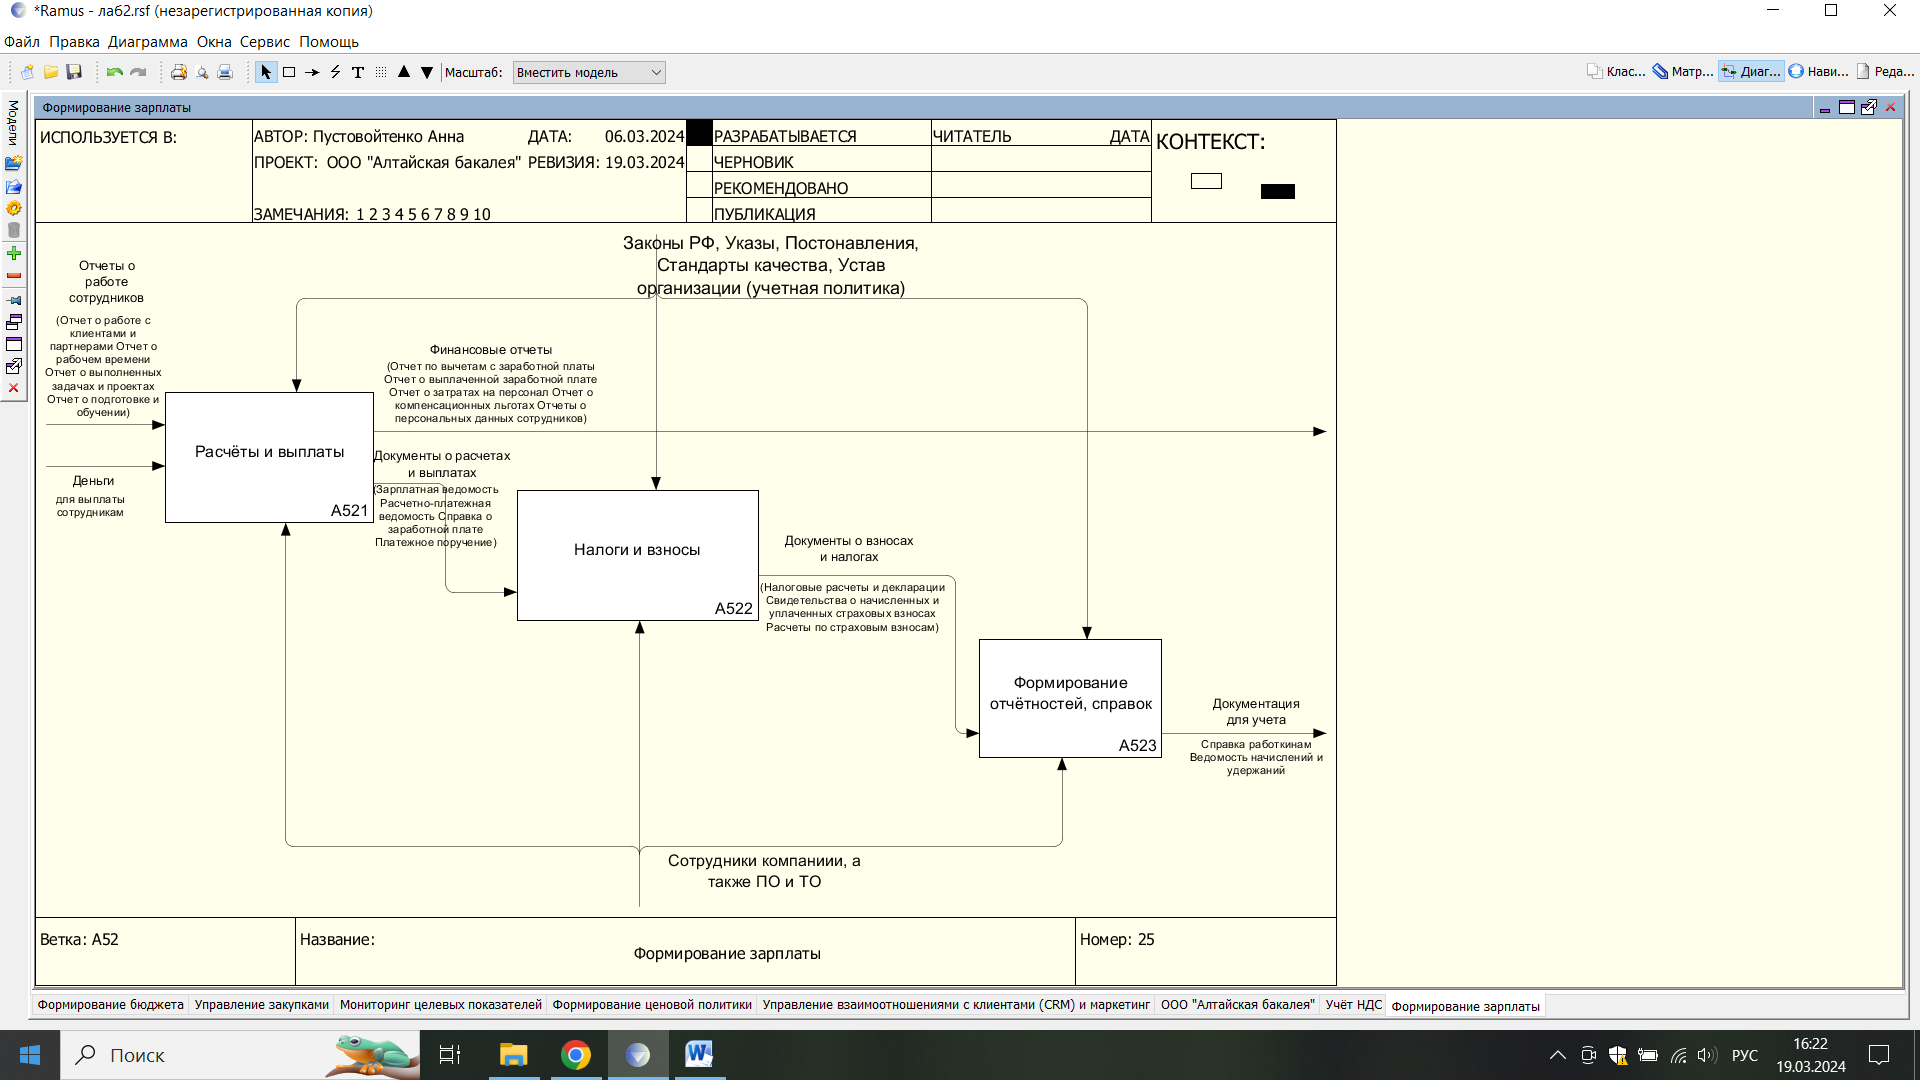 *Ramus - лаб2.rsf (незарегистрированная копия)
Файл Правка Диаграмма Окна Сервис Помощь
Масштаб: Вместить модель
Клас... Матр... Диаг... Нави... Реда...
Модели
Формирование зарплаты
ИСПОЛЬЗУЕТСЯ В:
АВТОР: Пустовойтенко Анна ДАТА: 06.03.2024
ПРОЕКТ: ООО "Алтайская бакалея" РЕВИЗИЯ: 19.03.2024
ЗАМЕЧАНИЯ: 1 2 3 4 5 6 7 8 9 10
РАЗРАБАТЫВАЕТСЯ
ЧЕРНОВИК
РЕКОМЕНДОВАНО
ПУБЛИКАЦИЯ
ЧИТАТЕЛЬ ДАТА
КОНТЕКСТ:
Законы РФ, Указы, Постонавления,
Стандарты качества, Устав
организации (учетная политика)
Отчеты о
работе
сотрудников
(Отчет о работе с
клиентами и
партнерами Отчет о
рабочем времени
Отчет о выполненных
задачах и проектах
Отчет о подготовке и
обучении)
Деньги
для выплаты
сотрудникам
Расчёты и выплаты
A521
Финансовые отчеты
(Отчет по вычетам с заработной платы
Отчет о выплаченной заработной плате
Отчет о затратах на персонал Отчет о
компенсационных льготах Отчеты о
персональных данных сотрудников)
Документы о расчетах
и выплатах
(Зарплатная ведомость
Расчетно-платежная
ведомость Справка о
заработной плате
Платежное поручение)
Налоги и взносы
A522
Документы о взносах
и налогах
(Налоговые расчеты и декларации
Свидетельства о начисленных и
уплаченных страховых взносах
Расчеты по страховым взносам)
Формирование
отчётностей, справок
A523
Документация
для учета
Справка работкинам
Ведомость начислений и
удержаний
Сотрудники компаниии, а
также ПО и ТО
Ветка: A52
Название:
Формирование зарплаты
Номер: 25
Формирование бюджета Управление закупками Мониторинг целевых показателей Формирование ценовой политики Управление взаимоотношениями с клиентами (CRM) и маркетинг ООО "Алтайская бакалея" Учёт НДС Формирование зарплаты
Поиск
РУС
16:22
19.03.2024